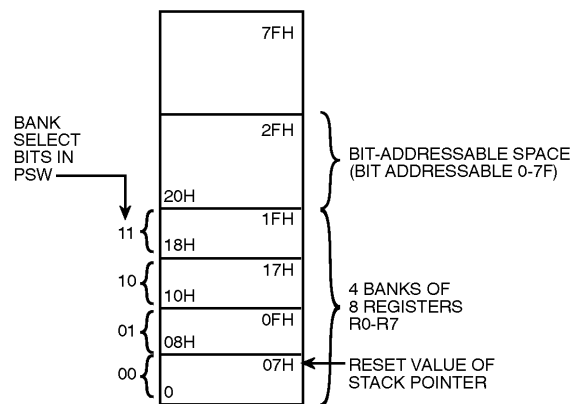 7FH
BANK
SELECT
BITS IN
PSW
2FH
20H
BIT-ADDRESSABLE SPACE
(BIT ADDRESSABLE 0-7F)
11
1FH
18H
10
17H
10H
4 BANKS OF
8 REGISTERS
R0-R7
01
0FH
08H
00
07H
0
RESET VALUE OF
STACK POINTER